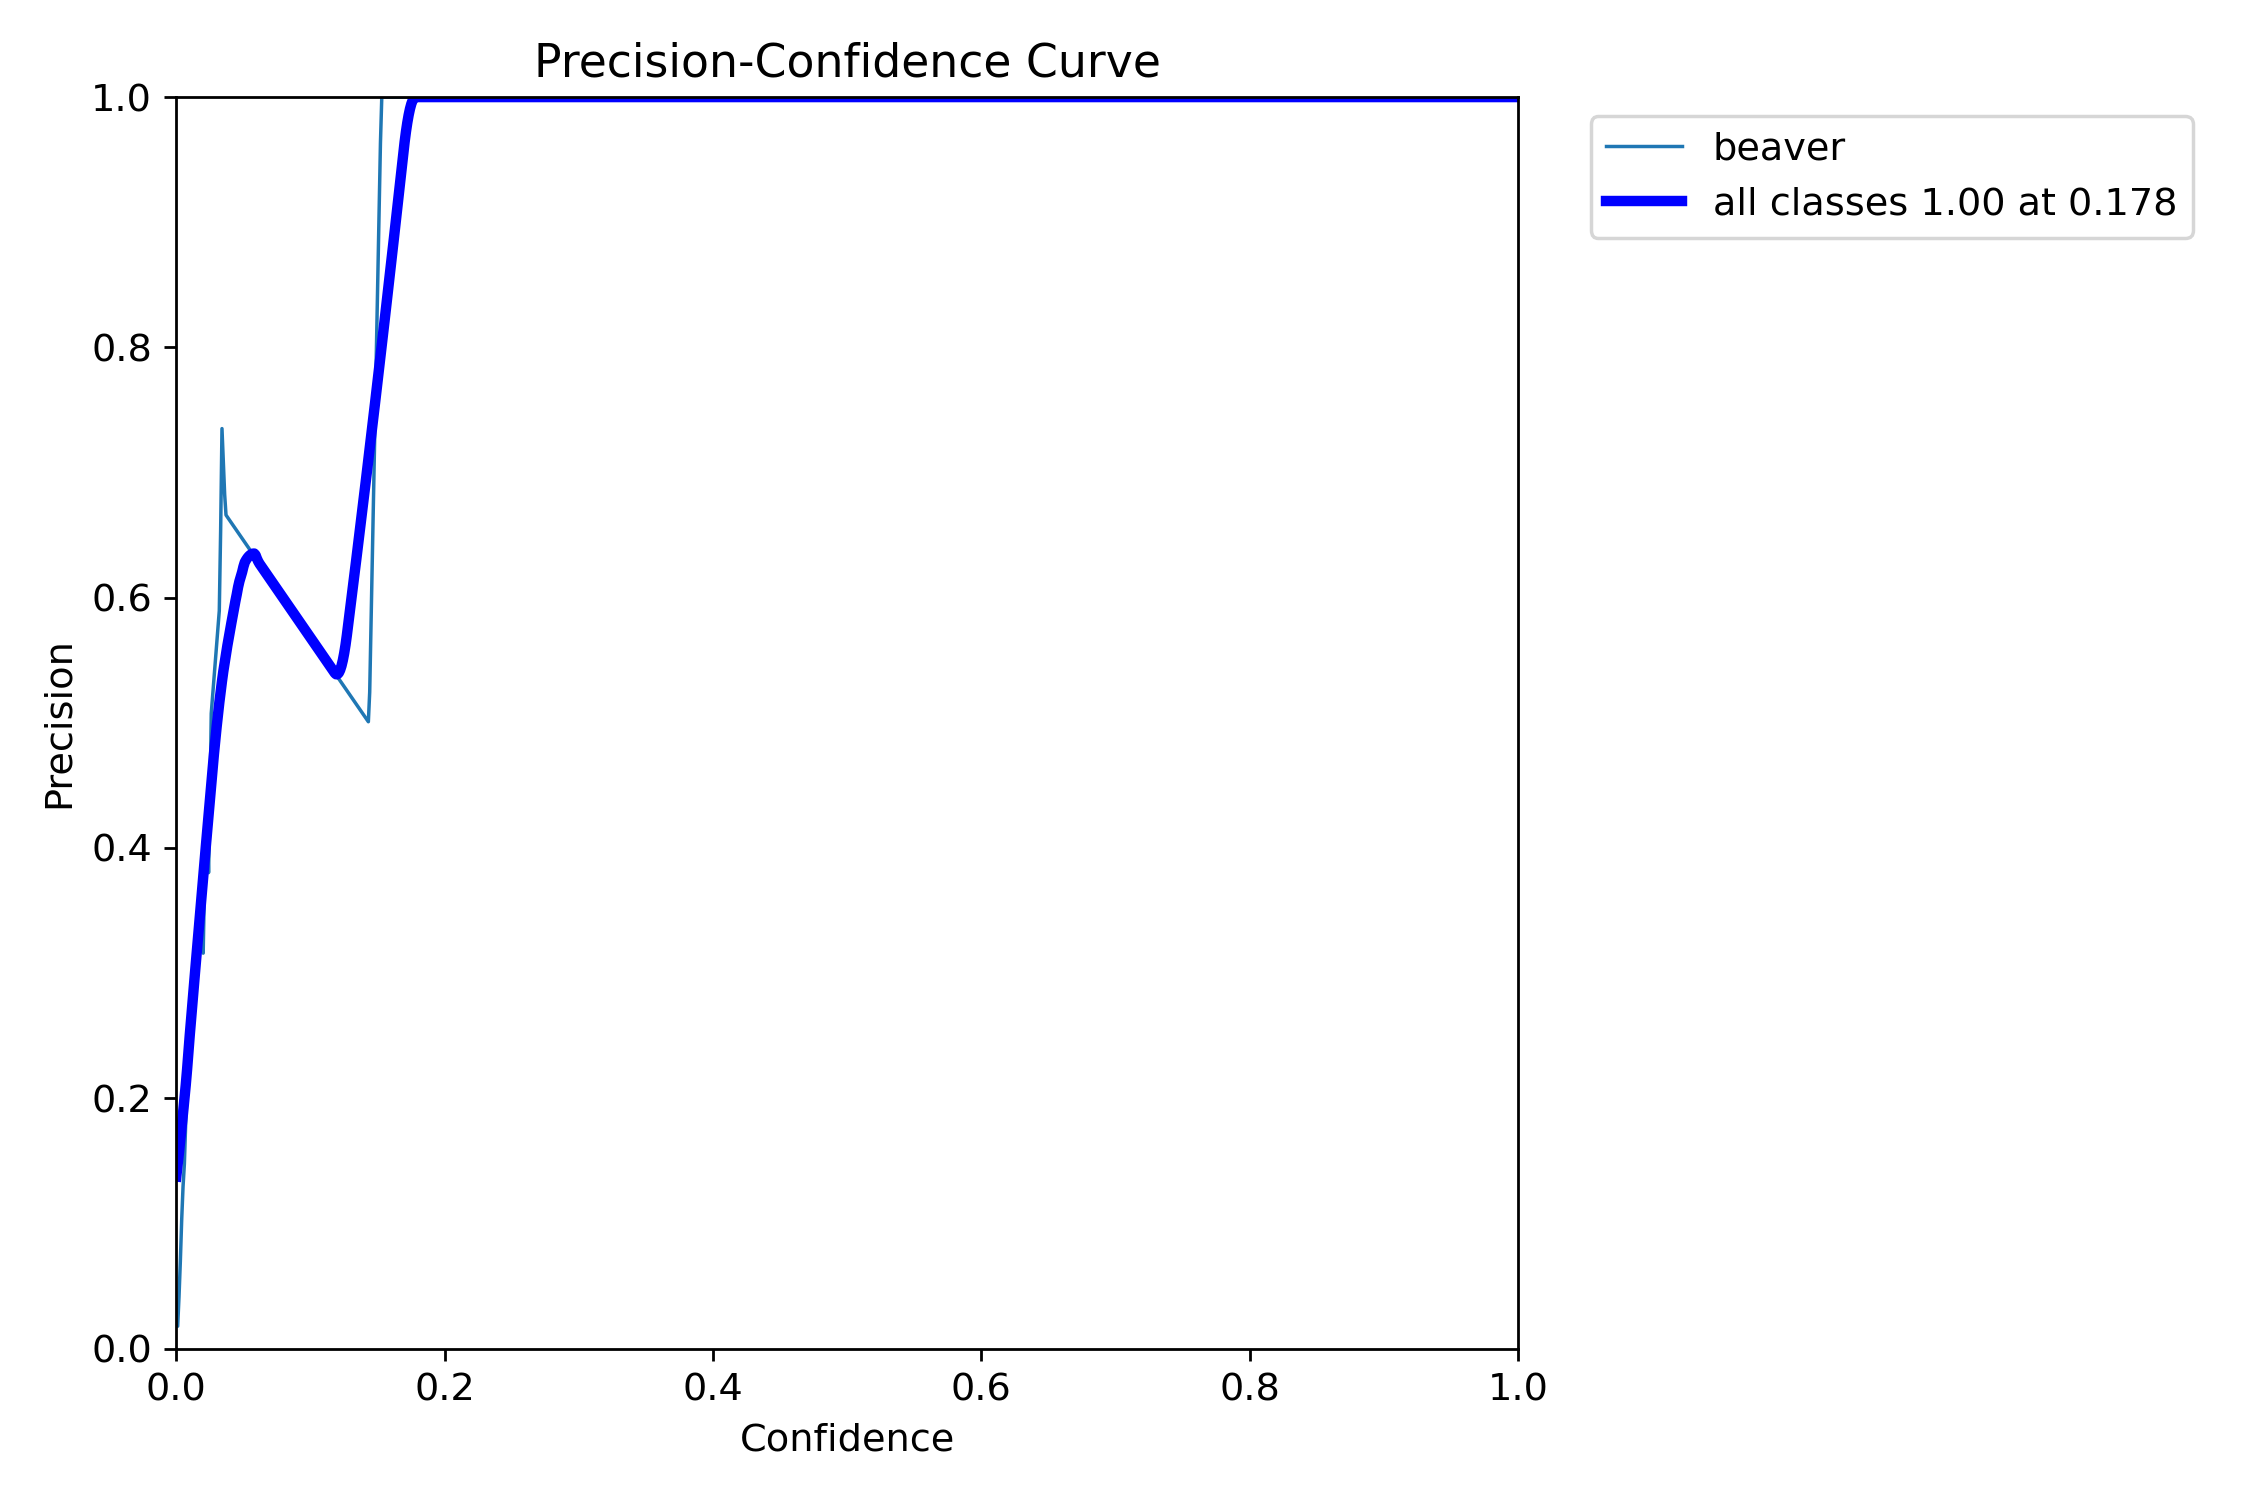 Precision-Confidence Curve
1.0
0.8
0.6
0.4
0.2
0.0
Precision
0.0 0.2 0.4 0.6 0.8 1.0
Confidence
beaver
all classes 1.00 at 0.178